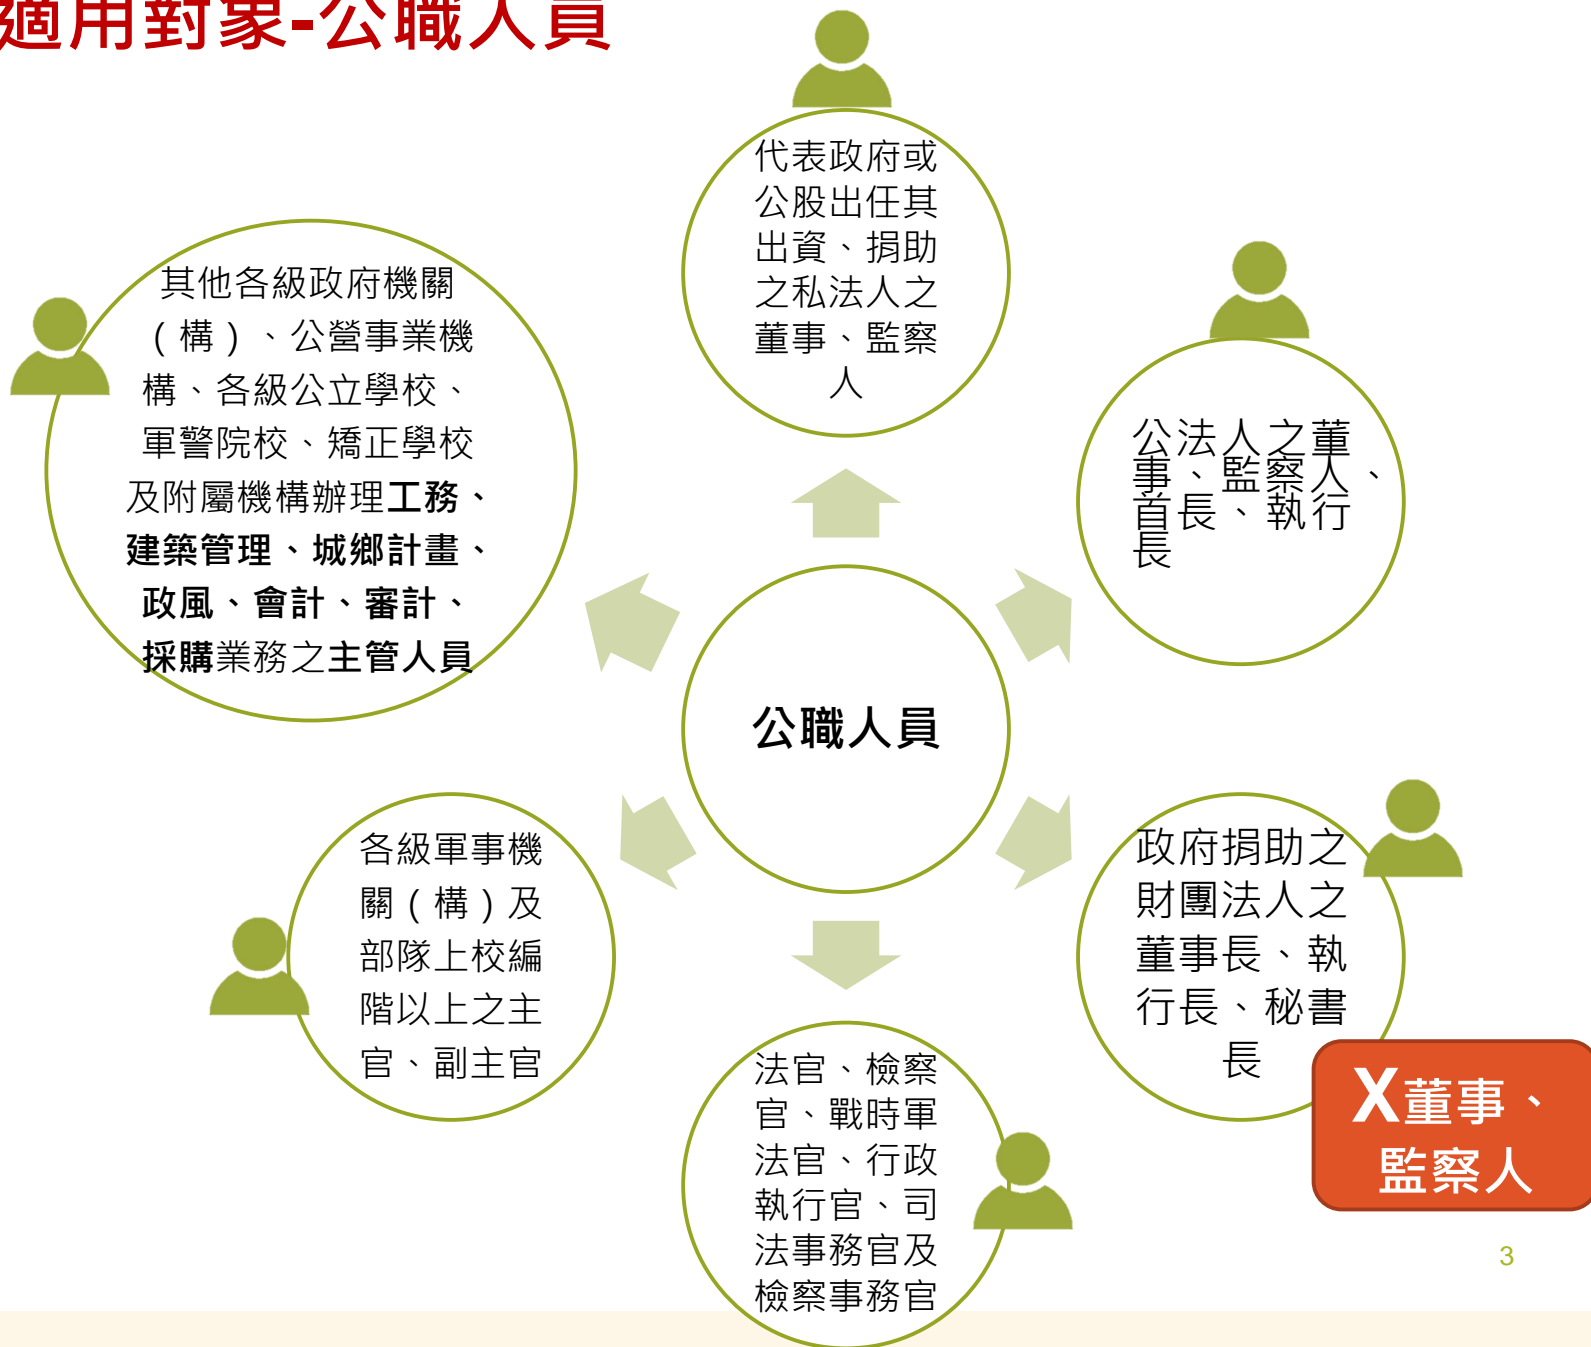 適用對象-公職人員
代表政府或
公股出任其
出資、捐助
之私法人之
董事、監察
人
公法人之董
事、監察人、
首長、執行
長
政府捐助之
財團法人之
董事長、執
行長、秘書
長
X董事、
監察人
法官、檢察
官、戰時軍
法官、行政
執行官、司
法事務官及
檢察事務官
各級軍事機
關(構)及
部隊上校編
階以上之主
官、副主官
其他各級政府機關
(構)、公營事業機
構、各級公立學校、
軍警院校、矯正學校
及附屬機構辦理工務、
建築管理、城鄉計畫、
政風、會計、審計、
採購業務之主管人員
公職人員
3